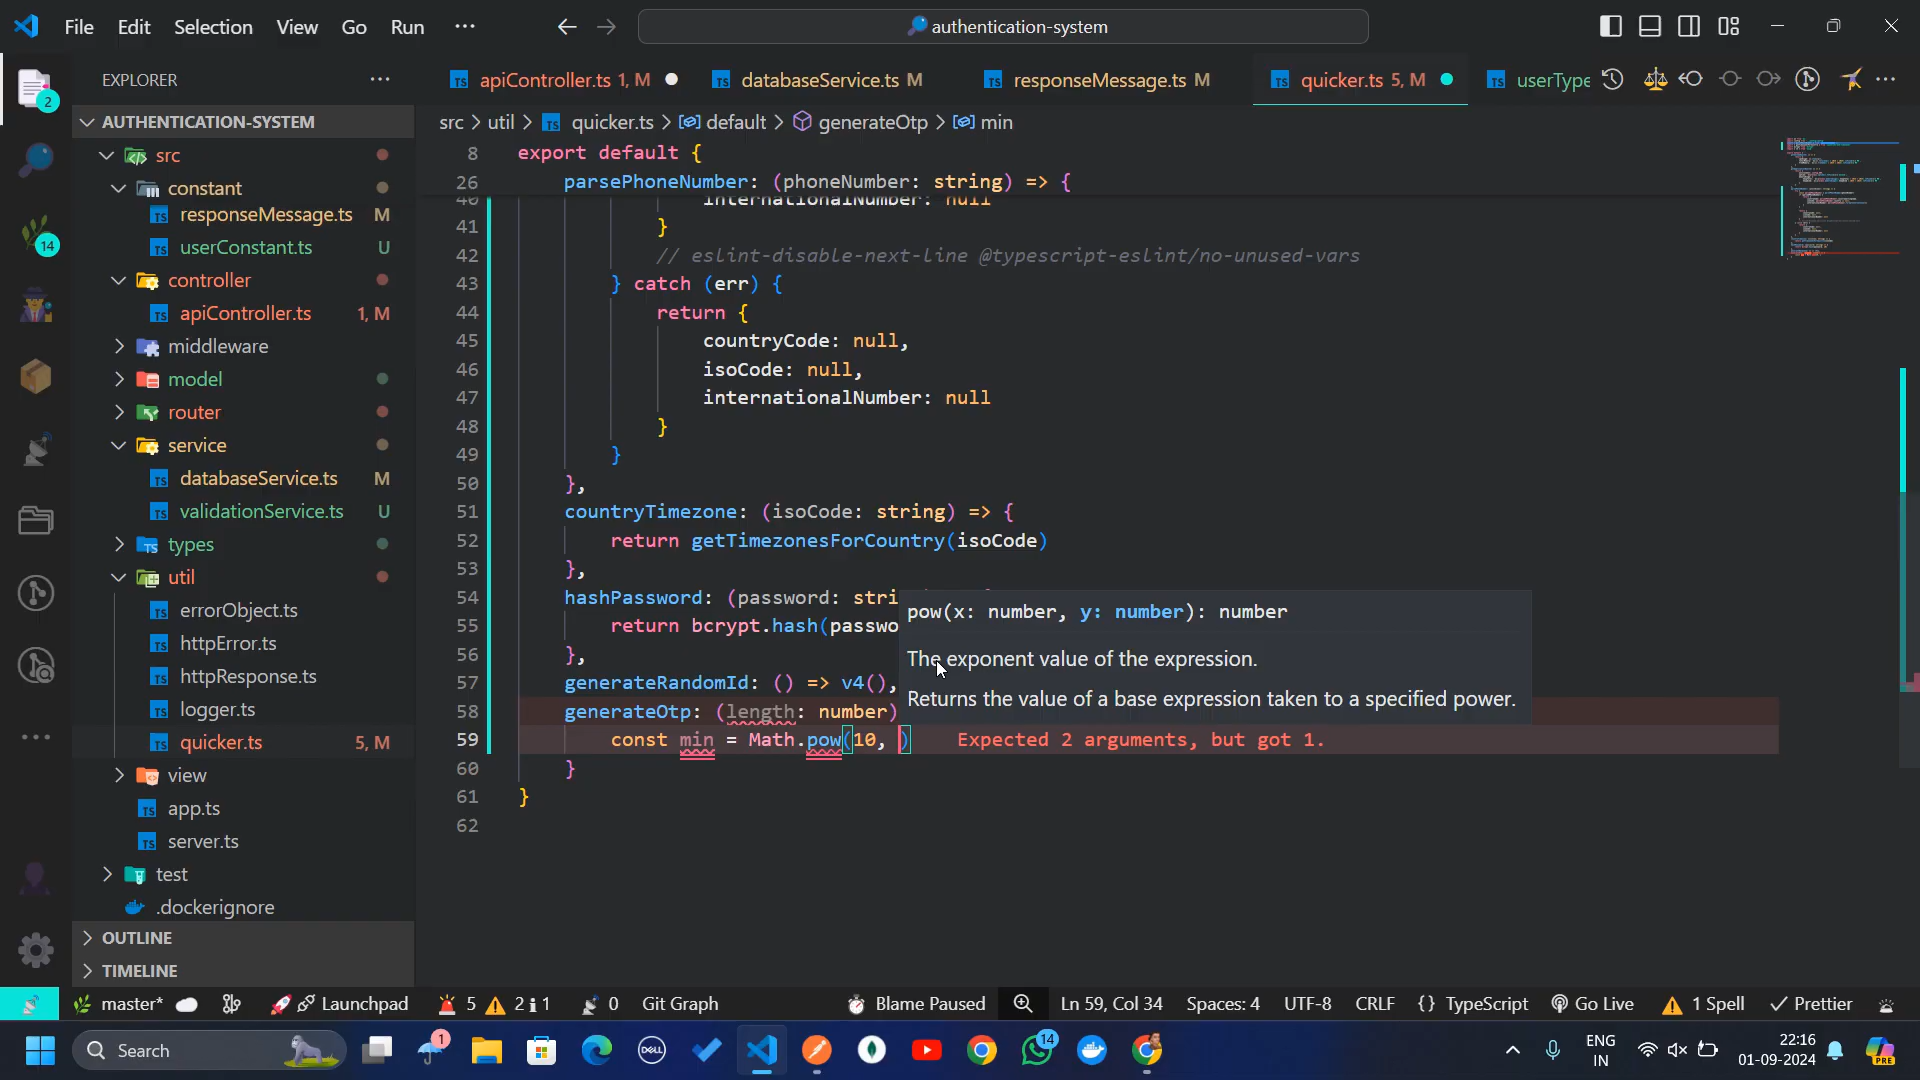 File Edit Selection View Go Run ···
authentication-system
EXPLORER ···
AUTHENTICATION-SYSTEM
src
constant
responseMessage.ts M
userConstant.ts U
controller
apiController.ts 1, M
middleware
model
router
service
databaseService.ts M
validationService.ts U
types
util
errorObject.ts
httpError.ts
httpResponse.ts
logger.ts
quicker.ts 5, M
view
app.ts
server.ts
test
.dockerignore
OUTLINE
TIMELINE
2
14
apiController.ts 1, M
databaseService.ts M
responseMessage.ts M
quicker.ts 5, M
userType
src > util > TS quicker.ts > default > generateOtp > min
8 export default {
26 parsePhoneNumber: (phoneNumber: string) => {
40 internationalNumber: null
41 }
42 // eslint-disable-next-line @typescript-eslint/no-unused-vars
43 } catch (err) {
44 return {
45 countryCode: null,
46 isoCode: null,
47 internationalNumber: null
48 }
49 }
50 },
51 countryTimezone: (isoCode: string) => {
52 return getTimezonesForCountry(isoCode)
53 },
54 hashPassword: (password: stri
55 return bcrypt.hash(passwo
56 },
57 generateRandomId: () => v4(),
58 generateOtp: (length: number)
59 const min = Math.pow(10, ) Expected 2 arguments, but got 1.
60 }
61 }
62
pow(x: number, y: number): number
The exponent value of the expression.
Returns the value of a base expression taken to a specified power.
master* Launchpad 5 2 1 0 Git Graph Blame Paused Ln 59, Col 34 Spaces: 4 UTF-8 CRLF {} TypeScript Go Live 1 Spell Prettier
Search 1 DELL 14 ENG IN 22:16 01-09-2024 PRE